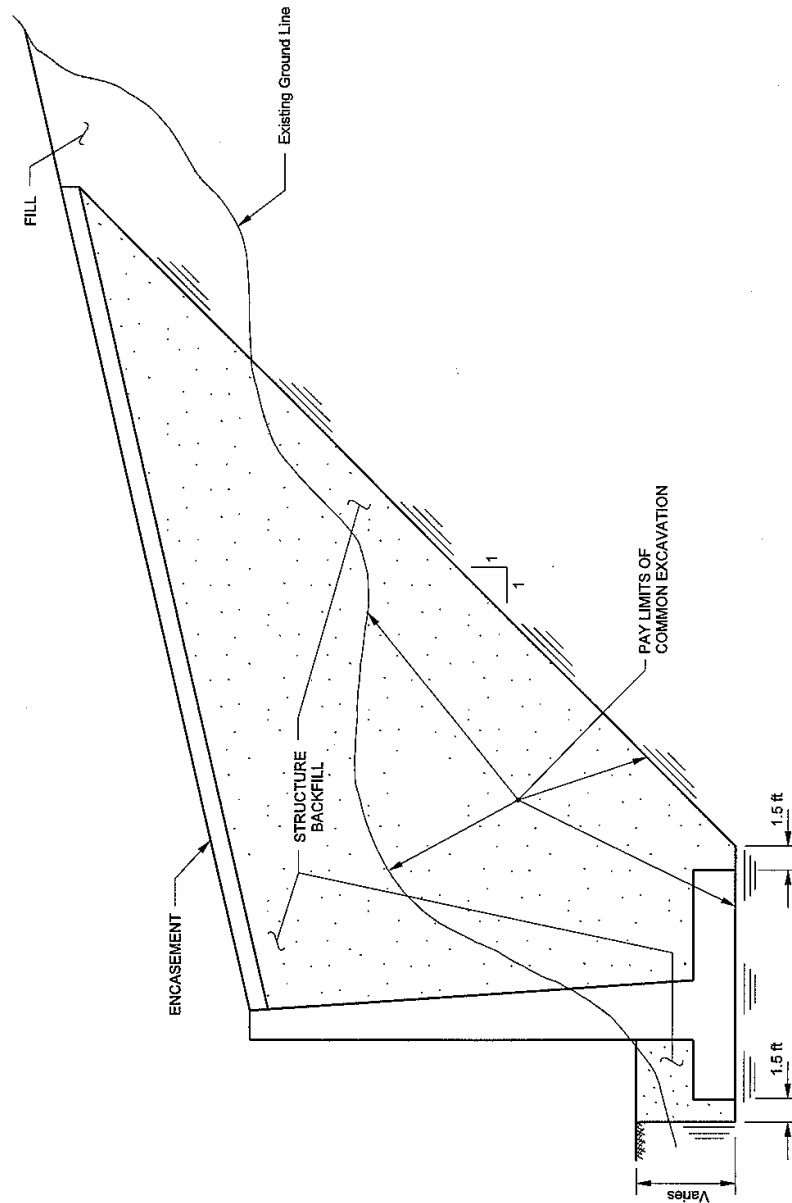 FILL
Existing Ground Line
ENCASEMENT
STRUCTURE
BACKFILL
1
1
PAY LIMITS OF
COMMON EXCAVATION
1.5 ft
1.5 ft
Varies